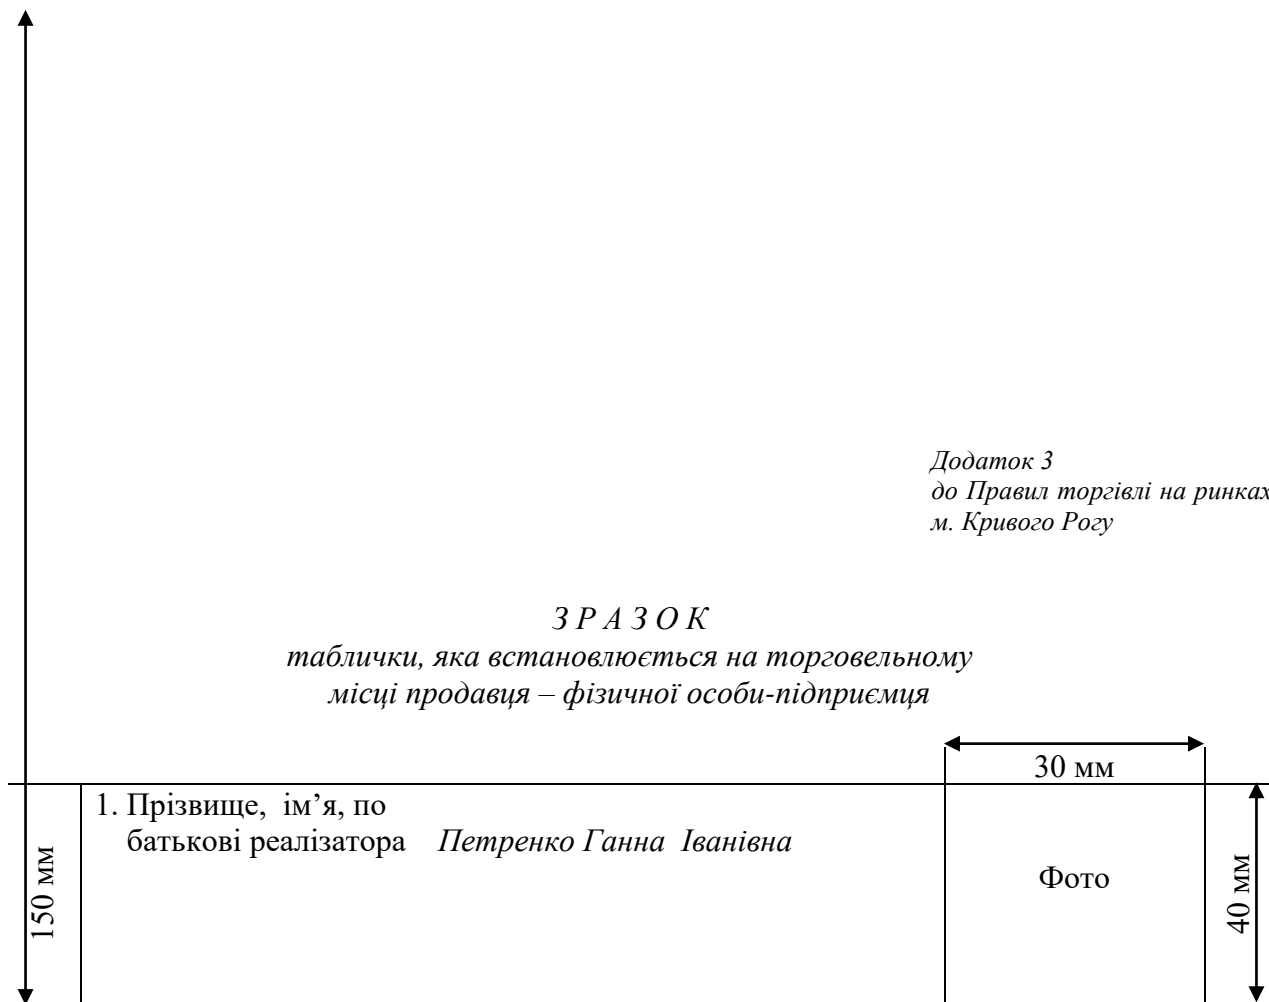 Додаток 3
до Правил торгівлі на ринках
м. Кривого Рогу
З Р А З О К
таблички, яка встановлюється на торговельному
місці продавця – фізичної особи-підприємця
30 мм
1. Прізвище, ім’я, по
батькові реалізатора Петренко Ганна Іванівна
Фото
150 мм
40 мм